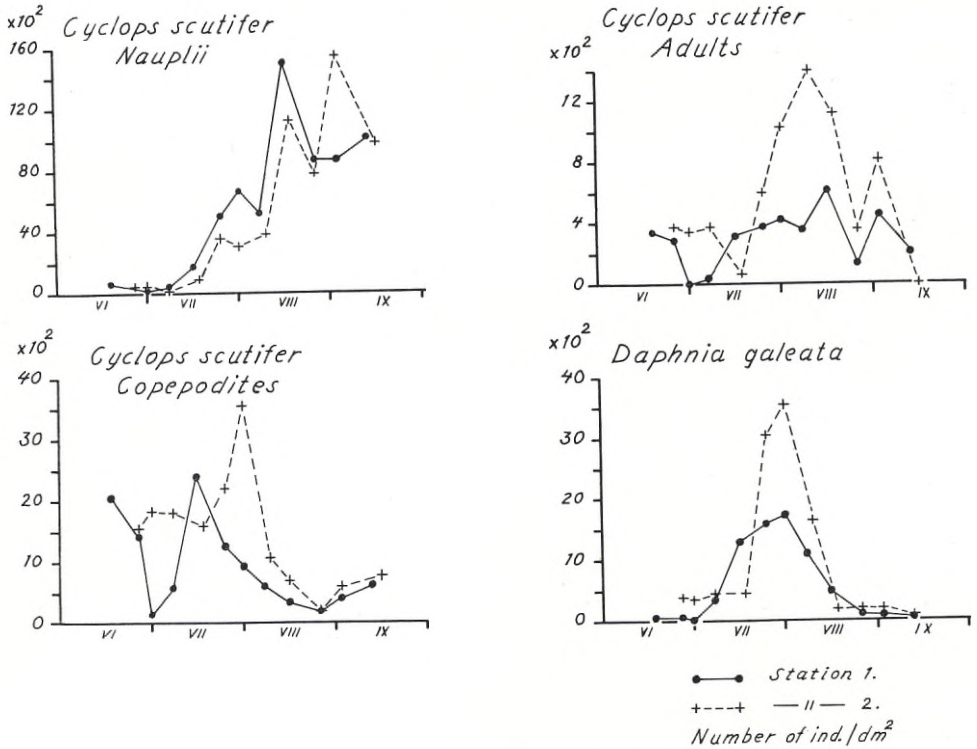 x10²
Cyclops scutifer
Nauplii
160
120
80
40
0
VI
VII
VIII
IX
Cyclops scutifer
Adults
x10²
12
8
4
0
VI
VII
VIII
IX
x10²
Cyclops scutifer
Copepodites
40
30
20
10
0
VI
VII
VIII
IX
x10²
Daphnia galeata
40
30
20
10
0
VI
VII
VIII
IX
Station 1.
—"— 2.
Number of ind./dm²